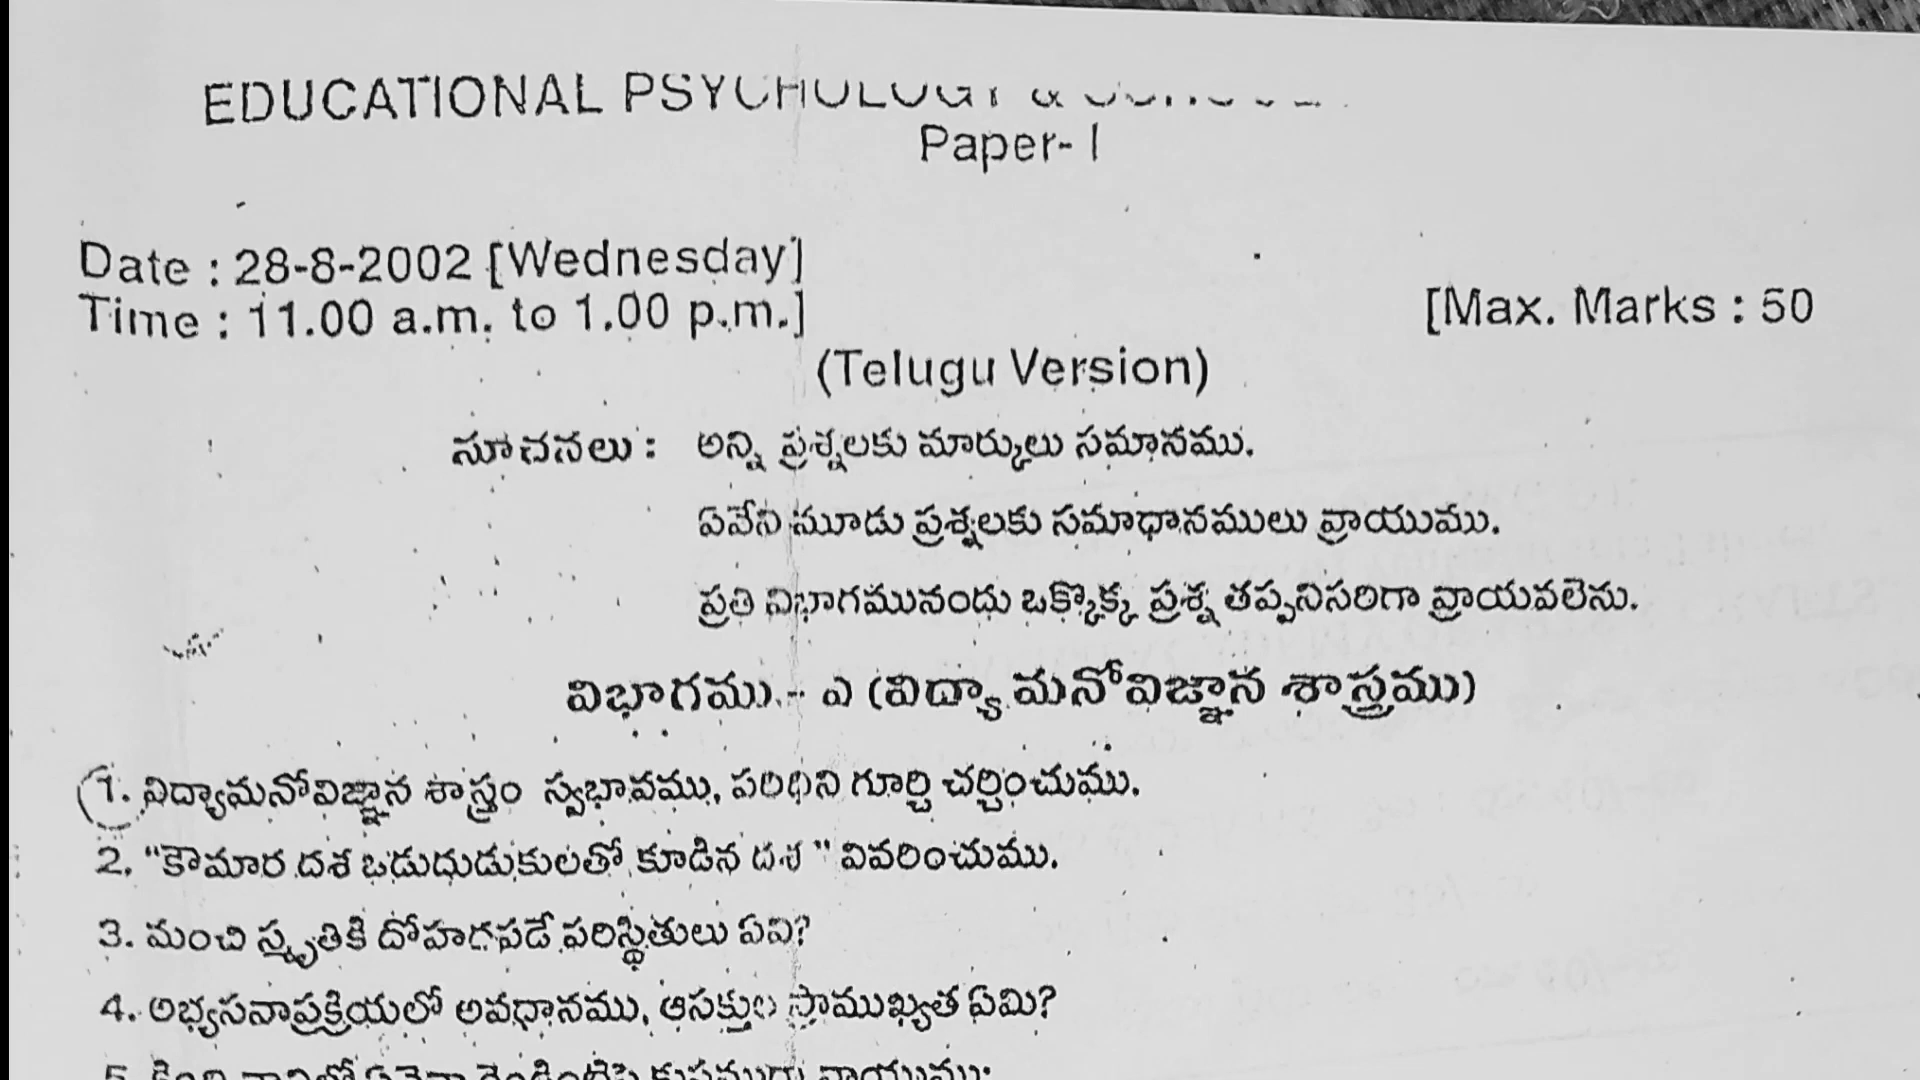 EDUCATIONAL PSYCHOLOGY &
Paper- I
Date : 28-8-2002 [Wednesday]
Time : 11.00 a.m. to 1.00 p.m.]
[Max. Marks : 50
(Telugu Version)
సూచనలు : అన్ని ప్రశ్నలకు మార్కులు సమానము.
ఏవేని మూడు ప్రశ్నలకు సమాధానములు వ్రాయుము.
ప్రతి విభాగమునందు ఒక్కొక్క ప్రశ్న తప్పనిసరిగా వ్రాయవలెను.
విభాగము - ఎ (విద్యా మనోవిజ్ఞాన శాస్త్రము)
1. విద్యామనోవిజ్ఞాన శాస్త్రం స్వభావము, పరిధిని గూర్చి చర్చించుము.
2. "కౌమార దశ ఒడుదుడుకులతో కూడిన దశ" వివరించుము.
3. మంచి స్మృతికి దోహదపడే పరిస్థితులు ఏవి?
4. అభ్యసనాప్రక్రియలో అవధానము, ఆసక్తుల ప్రాముఖ్యత ఏమి?
5.